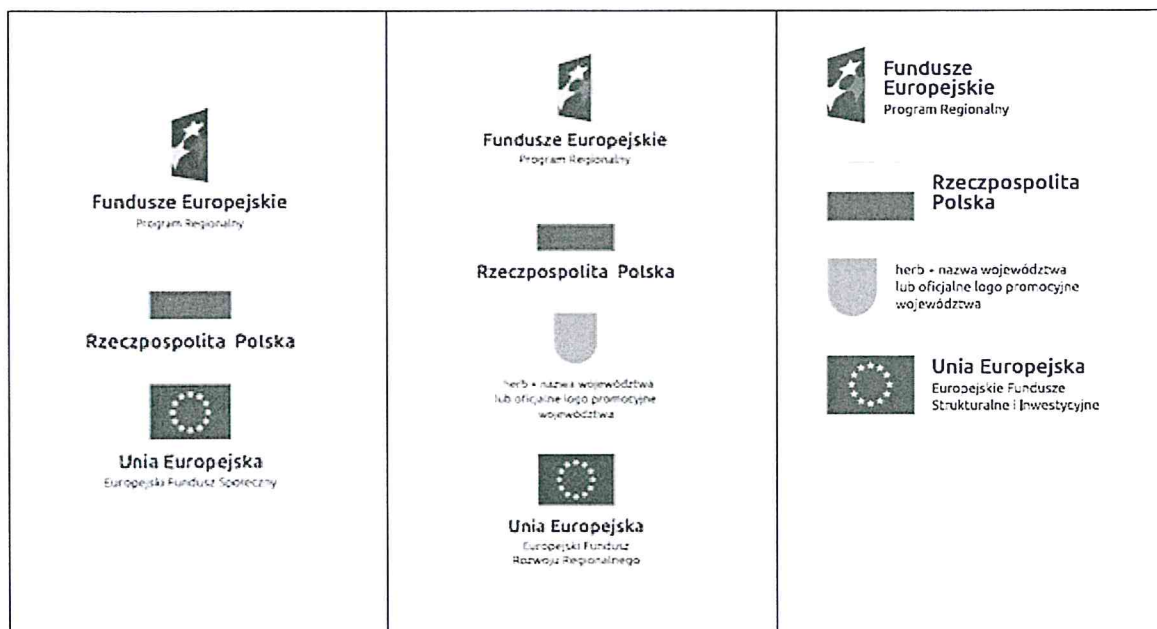 Fundusze Europejskie
Program Regionalny
Rzeczpospolita Polska
Unia Europejska
Europejski Fundusz Społeczny
Fundusze Europejskie
Program Regionalny
Rzeczpospolita Polska
herb + nazwa województwa
lub oficjalne logo promocyjne
województwa
Unia Europejska
Europejski Fundusz
Rozwoju Regionalnego
Fundusze
Europejskie
Program Regionalny
Rzeczpospolita
Polska
herb + nazwa województwa
lub oficjalne logo promocyjne
województwa
Unia Europejska
Europejskie Fundusze
Strukturalne i Inwestycyjne